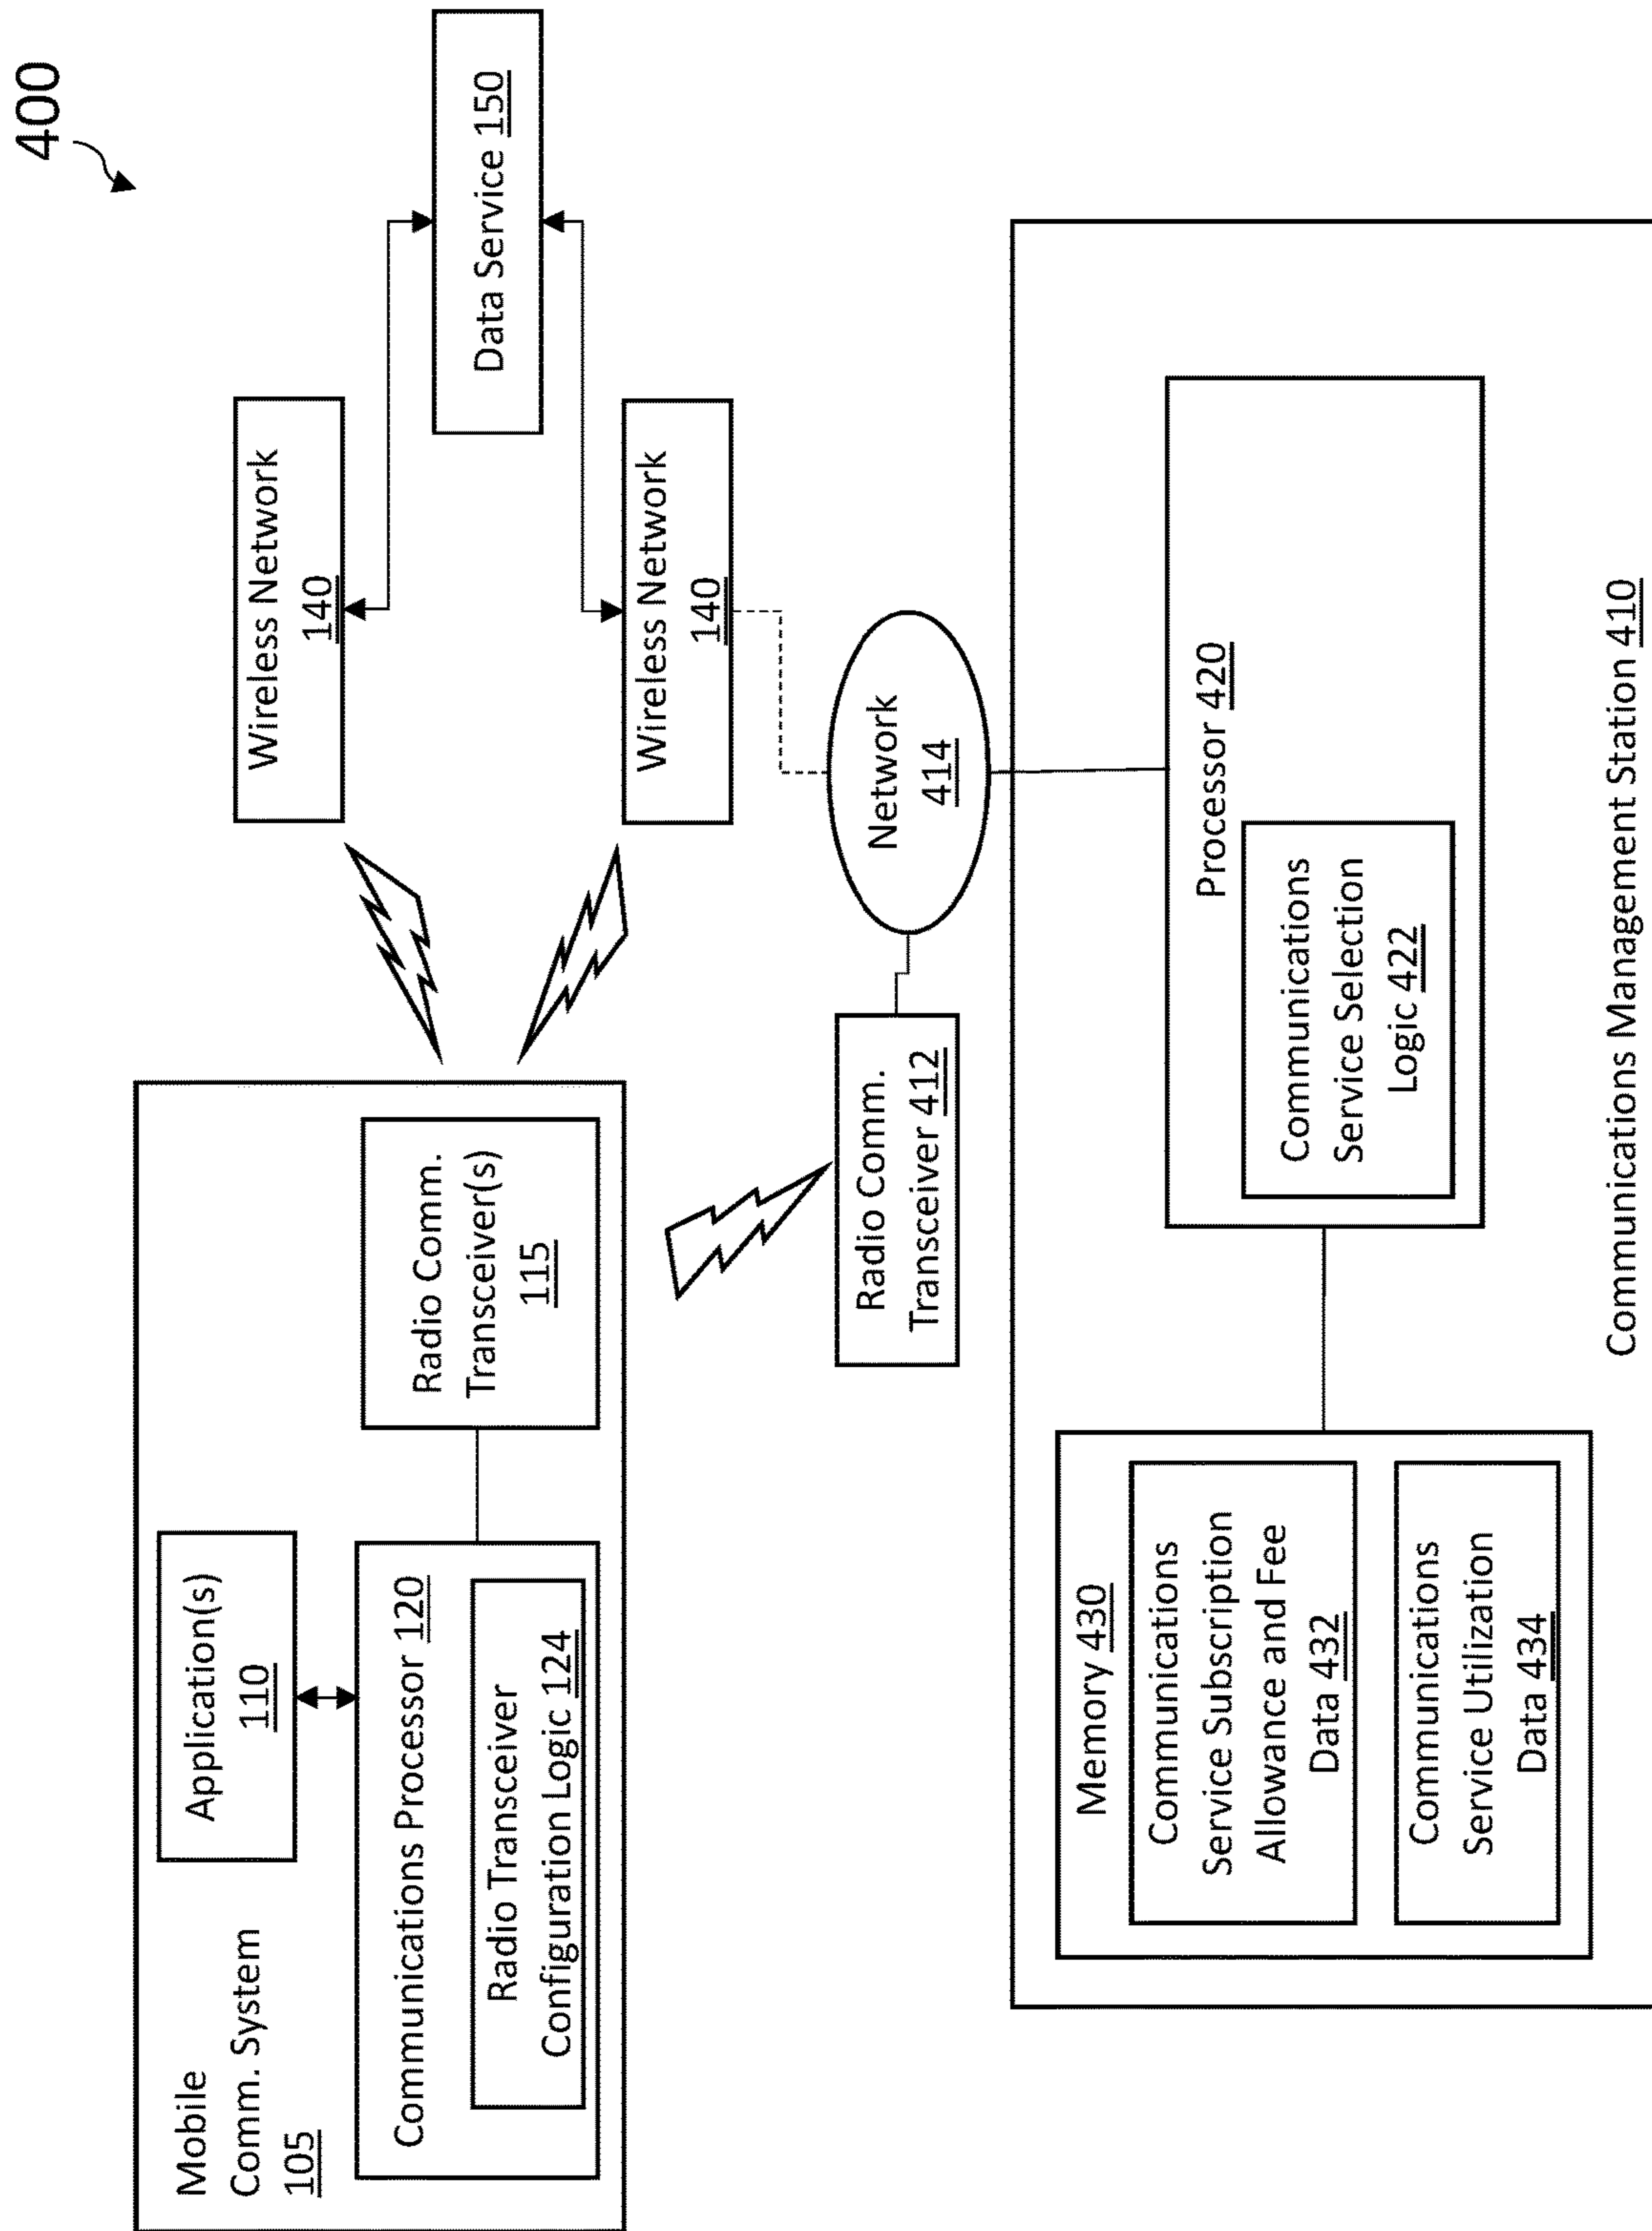 400
Mobile
Comm. System
105
Application(s)
110
Communications Processor 120
Radio Transceiver
Configuration Logic 124
Radio Comm.
Transceiver(s)
115
Wireless Network
140
Data Service 150
Wireless Network
140
Radio Comm.
Transceiver 412
Network
414
Memory 430
Communications
Service Subscription
Allowance and Fee
Data 432
Communications
Service Utilization
Data 434
Processor 420
Communications
Service Selection
Logic 422
Communications Management Station 410